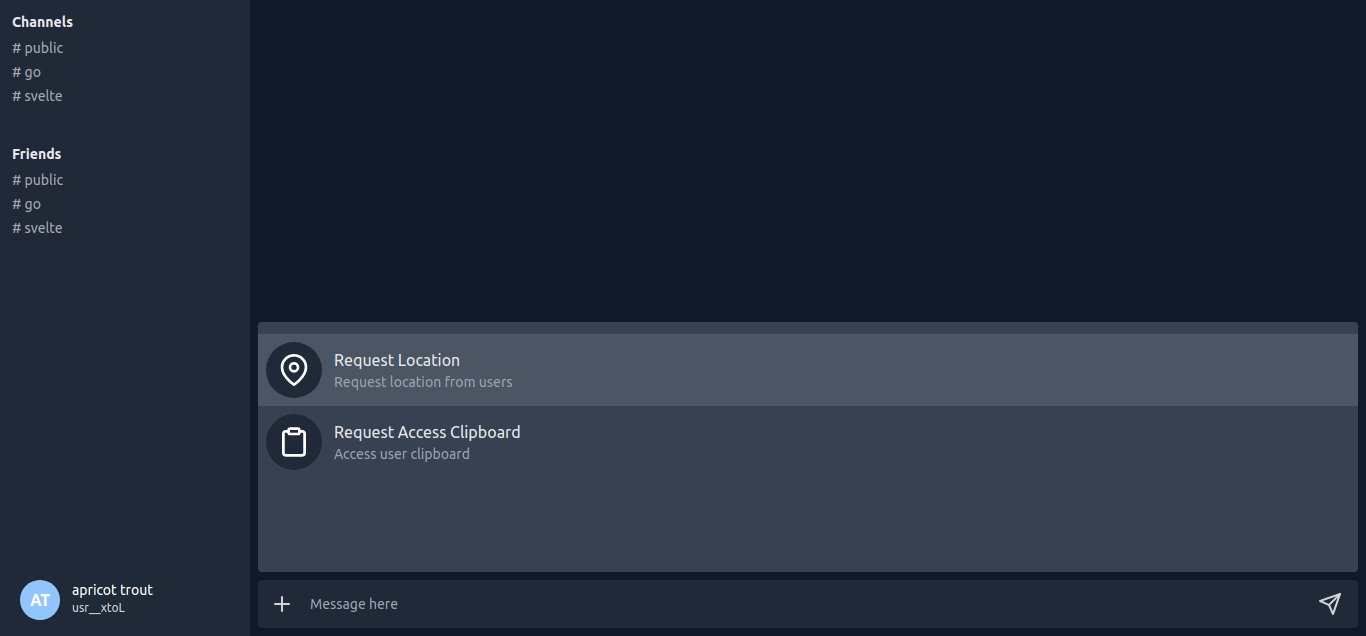 Channels
# public
# go
# svelte
Friends
# public
# go
# svelte
AT
apricot trout
usr__xtoL
Request Location
Request location from users
Request Access Clipboard
Access user clipboard
Message here